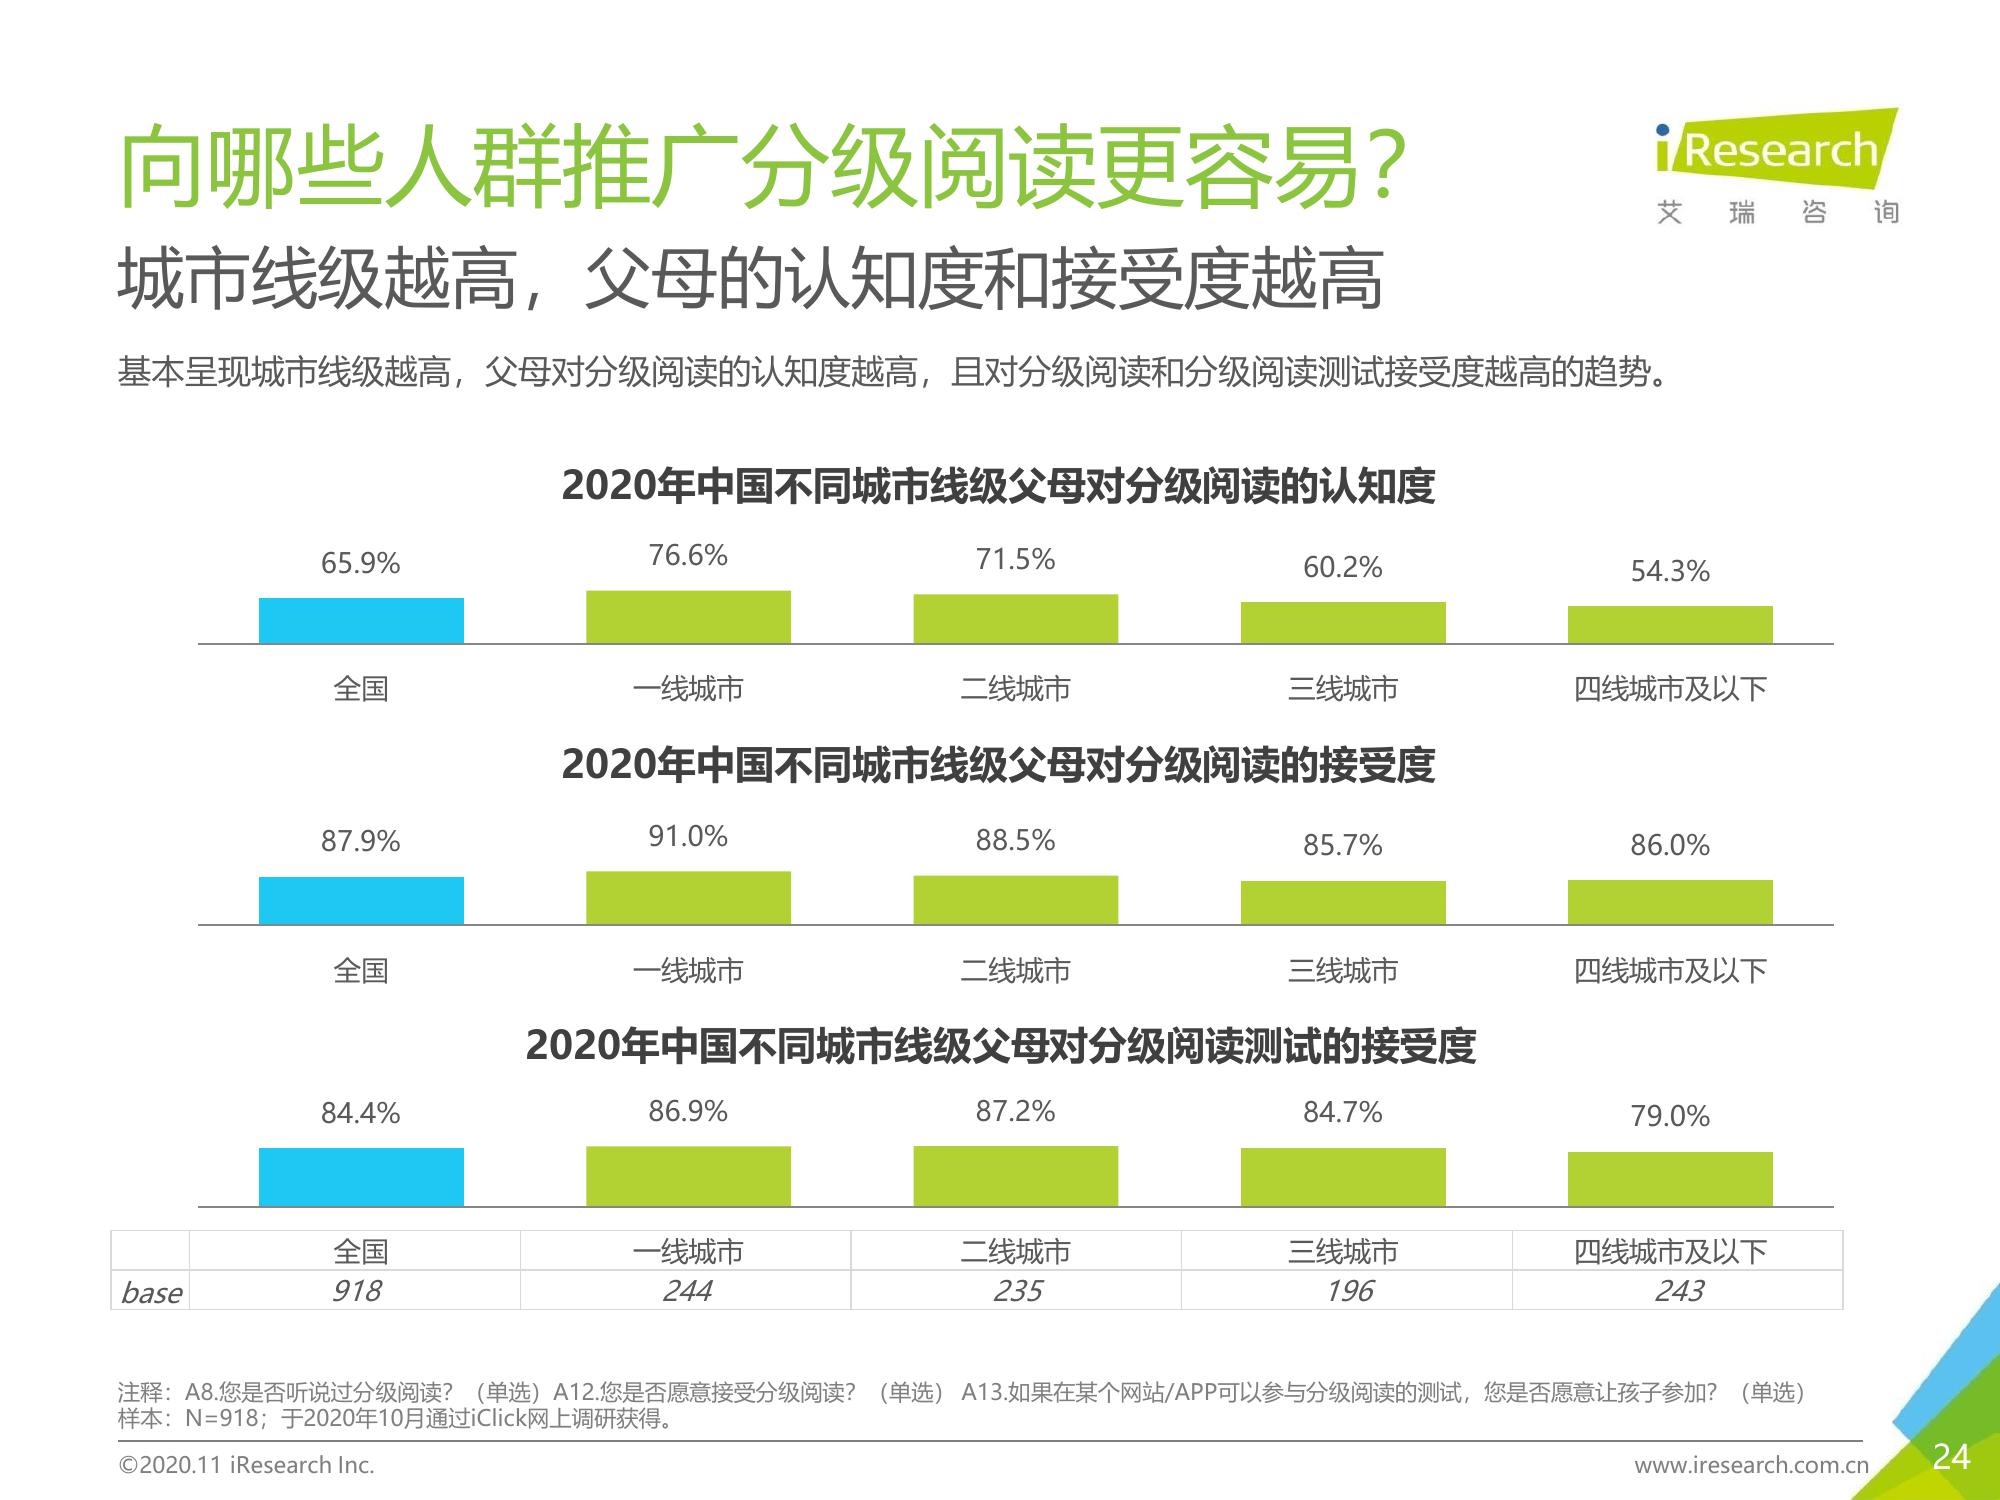 向哪些人群推广分级阅读更容易？
iResearch
艾瑞咨询
城市线级越高，父母的认知度和接受度越高
基本呈现城市线级越高，父母对分级阅读的认知度越高，且对分级阅读和分级阅读测试接受度越高的趋势。
2020年中国不同城市线级父母对分级阅读的认知度
65.9% 76.6% 71.5% 60.2% 54.3%
全国 一线城市 二线城市 三线城市 四线城市及以下
2020年中国不同城市线级父母对分级阅读的接受度
87.9% 91.0% 88.5% 85.7% 86.0%
全国 一线城市 二线城市 三线城市 四线城市及以下
2020年中国不同城市线级父母对分级阅读测试的接受度
84.4% 86.9% 87.2% 84.7% 79.0%
全国 一线城市 二线城市 三线城市 四线城市及以下
base 918 244 235 196 243
注释：A8.您是否听说过分级阅读？（单选）A12.您是否愿意接受分级阅读？（单选） A13.如果在某个网站/APP可以参与分级阅读的测试，您是否愿意让孩子参加？（单选）
样本：N=918；于2020年10月通过iClick网上调研获得。
©2020.11 iResearch Inc. www.iresearch.com.cn 24